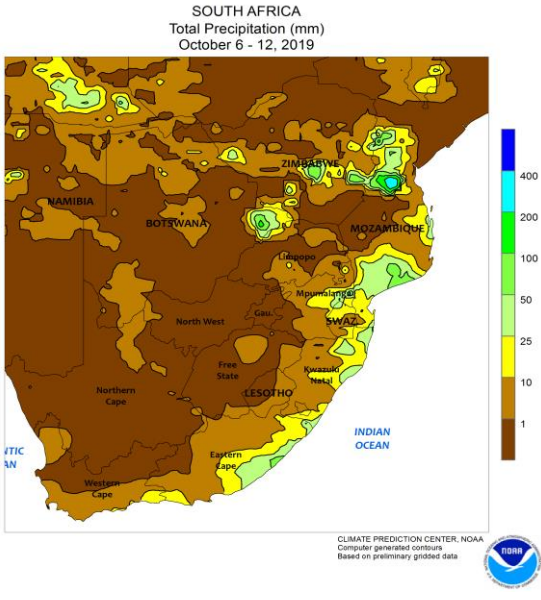 SOUTH AFRICA
Total Precipitation (mm)
October 6 - 12, 2019
ZIMBABWE
NAMIBIA
BOTSWANA
MOZAMBIQUE
Limpopo
Mpumalanga
Gau.
North West
SWAZ.
Free
State
Kwazulu
Natal
Northern
Cape
LESOTHO
INDIAN
OCEAN
NTIC
AN
Eastern
Cape
Western
Cape
400
200
100
50
25
10
1
CLIMATE PREDICTION CENTER, NOAA
Computer generated contours
Based on preliminary gridded data
NOAA